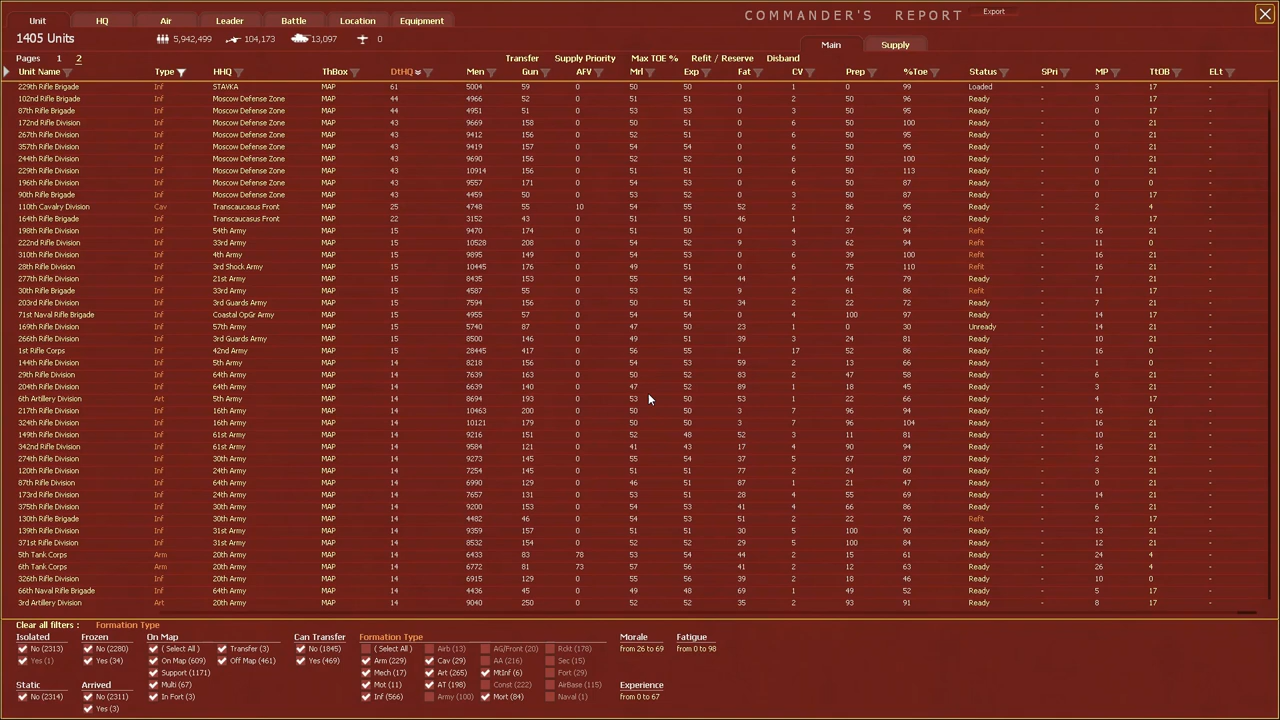 Unit HQ Air Leader Battle Location Equipment COMMANDER'S REPORT Export
1405 Units 5,942,499 104,173 13,097 0 Main Supply
Pages 1 2 Transfer Supply Priority Max TOE % Refit / Reserve Disband
Unit Name Type HHQ ThBox DtHQ Men Gun AFV Mrl Exp Fat CV Prep %Toe Status SPri MP TtOB ELt
229th Rifle Brigade Inf STAVKA MAP 61 5004 59 0 50 50 0 1 0 99 Loaded - 3 17 -
102nd Rifle Brigade Inf Moscow Defense Zone MAP 44 4966 52 0 51 51 0 2 50 96 Ready - 0 17 -
87th Rifle Brigade Inf Moscow Defense Zone MAP 44 4951 51 0 53 53 0 3 50 95 Ready - 0 17 -
172nd Rifle Division Inf Moscow Defense Zone MAP 43 9669 158 0 50 50 0 6 50 100 Ready - 0 21 -
267th Rifle Division Inf Moscow Defense Zone MAP 43 9412 156 0 52 51 0 6 50 95 Ready - 0 21 -
357th Rifle Division Inf Moscow Defense Zone MAP 43 9419 157 0 54 54 0 6 50 95 Ready - 0 21 -
244th Rifle Division Inf Moscow Defense Zone MAP 43 9690 156 0 52 52 0 6 50 100 Ready - 0 21 -
229th Rifle Division Inf Moscow Defense Zone MAP 43 10914 156 0 51 51 0 6 50 113 Ready - 0 21 -
196th Rifle Division Inf Moscow Defense Zone MAP 43 9557 171 0 54 53 0 6 50 87 Ready - 0 0 -
90th Rifle Brigade Inf Moscow Defense Zone MAP 43 4459 50 0 53 52 0 2 50 87 Ready - 0 17 -
110th Cavalry Division Cav Transcaucasus Front MAP 25 4748 55 10 54 55 52 2 86 95 Ready - 2 4 -
164th Rifle Brigade Inf Transcaucasus Front MAP 22 3152 43 0 51 51 46 1 2 62 Ready - 8 17 -
198th Rifle Division Inf 54th Army MAP 15 9470 174 0 51 50 0 4 37 94 Refit - 16 21 -
222nd Rifle Division Inf 33rd Army MAP 15 10528 208 0 54 52 9 3 62 94 Refit - 11 0 -
310th Rifle Division Inf 4th Army MAP 15 9895 149 0 54 53 0 6 39 100 Refit - 16 21 -
28th Rifle Division Inf 3rd Shock Army MAP 15 10445 176 0 49 51 0 6 75 110 Refit - 16 21 -
277th Rifle Division Inf 21st Army MAP 15 8435 153 0 55 54 44 4 46 79 Ready - 7 21 -
30th Rifle Brigade Inf 33rd Army MAP 15 4587 55 0 53 52 9 2 61 86 Refit - 11 17 -
203rd Rifle Division Inf 3rd Guards Army MAP 15 7594 156 0 50 51 34 2 22 72 Ready - 7 21 -
71st Naval Rifle Brigade Inf Coastal OpGr Army MAP 15 4955 57 0 54 54 0 4 100 97 Ready - 14 17 -
169th Rifle Division Inf 57th Army MAP 15 5740 87 0 47 50 23 1 0 30 Unready - 14 21 -
266th Rifle Division Inf 3rd Guards Army MAP 15 8500 146 0 49 51 39 3 24 81 Ready - 10 21 -
1st Rifle Corps Inf 42nd Army MAP 15 28445 417 0 56 55 1 17 52 86 Ready - 16 0 -
144th Rifle Division Inf 5th Army MAP 14 8218 156 0 54 53 59 2 13 66 Ready - 1 0 -
29th Rifle Division Inf 64th Army MAP 14 7639 163 0 50 52 83 2 47 58 Ready - 6 21 -
204th Rifle Division Inf 64th Army MAP 14 6639 140 0 47 52 89 1 18 45 Ready - 3 21 -
6th Artillery Division Art 5th Army MAP 14 8694 193 0 53 50 53 1 22 66 Ready - 4 17 -
217th Rifle Division Inf 16th Army MAP 14 10463 200 0 50 50 3 7 96 94 Ready - 16 0 -
324th Rifle Division Inf 16th Army MAP 14 10121 179 0 50 50 3 7 96 104 Ready - 16 21 -
149th Rifle Division Inf 61st Army MAP 14 9216 151 0 52 48 52 3 11 81 Ready - 10 21 -
342nd Rifle Division Inf 61st Army MAP 14 9584 121 0 41 43 17 4 90 94 Ready - 16 21 -
274th Rifle Division Inf 30th Army MAP 14 9273 145 0 55 54 37 5 67 87 Ready - 2 21 -
120th Rifle Division Inf 24th Army MAP 14 7254 145 0 51 51 77 2 24 60 Ready - 3 21 -
87th Rifle Division Inf 64th Army MAP 14 6990 129 0 46 51 87 1 21 47 Ready - 2 21 -
173rd Rifle Division Inf 24th Army MAP 14 7657 131 0 53 51 28 4 55 69 Ready - 14 21 -
375th Rifle Division Inf 30th Army MAP 14 9200 153 0 54 53 41 4 66 86 Ready - 6 21 -
130th Rifle Brigade Inf 30th Army MAP 14 4482 46 0 54 53 51 2 22 76 Refit - 2 17 -
139th Rifle Division Inf 31st Army MAP 14 9359 157 0 51 51 30 5 100 90 Ready - 13 21 -
371st Rifle Division Inf 31st Army MAP 14 8532 154 0 52 52 29 5 100 84 Ready - 12 21 -
5th Tank Corps Arm 20th Army MAP 14 6433 83 78 53 54 44 2 15 61 Ready - 24 4 -
6th Tank Corps Arm 20th Army MAP 14 6772 81 73 57 56 41 2 12 63 Ready - 26 4 -
326th Rifle Division Inf 20th Army MAP 14 6915 129 0 55 56 39 2 18 46 Ready - 10 0 -
66th Naval Rifle Brigade Inf 64th Army MAP 14 4436 45 0 49 48 69 1 49 52 Ready - 5 17 -
3rd Artillery Division Art 20th Army MAP 14 9040 250 0 52 52 35 2 93 91 Ready - 8 17 -
Clear all filters : Formation Type
Isolated Frozen On Map Can Transfer Formation Type Morale Fatigue
No (2313) No (2280) ( Select All ) Transfer (3) No (1845) ( Select All ) Airb (13) AG/Front (20) Rckt (178) from 26 to 69 from 0 to 98
Yes (1) Yes (34) On Map (609) Off Map (461) Yes (469) Arm (229) Cav (29) AA (216) Sec (15)
Support (1171) Mech (17) Art (265) MtInf (6) Fort (29)
Static Arrived Multi (67) Mot (11) AT (198) Const (222) AirBase (115) Experience
No (2314) No (2311) In Fort (3) Inf (566) Army (100) Mort (84) Naval (1) from 0 to 67
Yes (3)